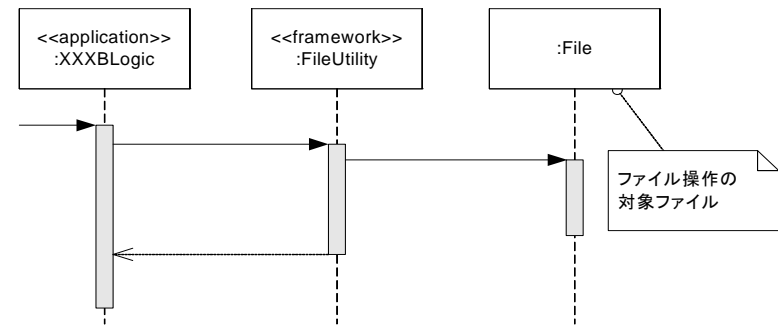 <<application>>
:XXXBLogic
<<framework>>
:FileUtility
:File
ファイル操作の
対象ファイル